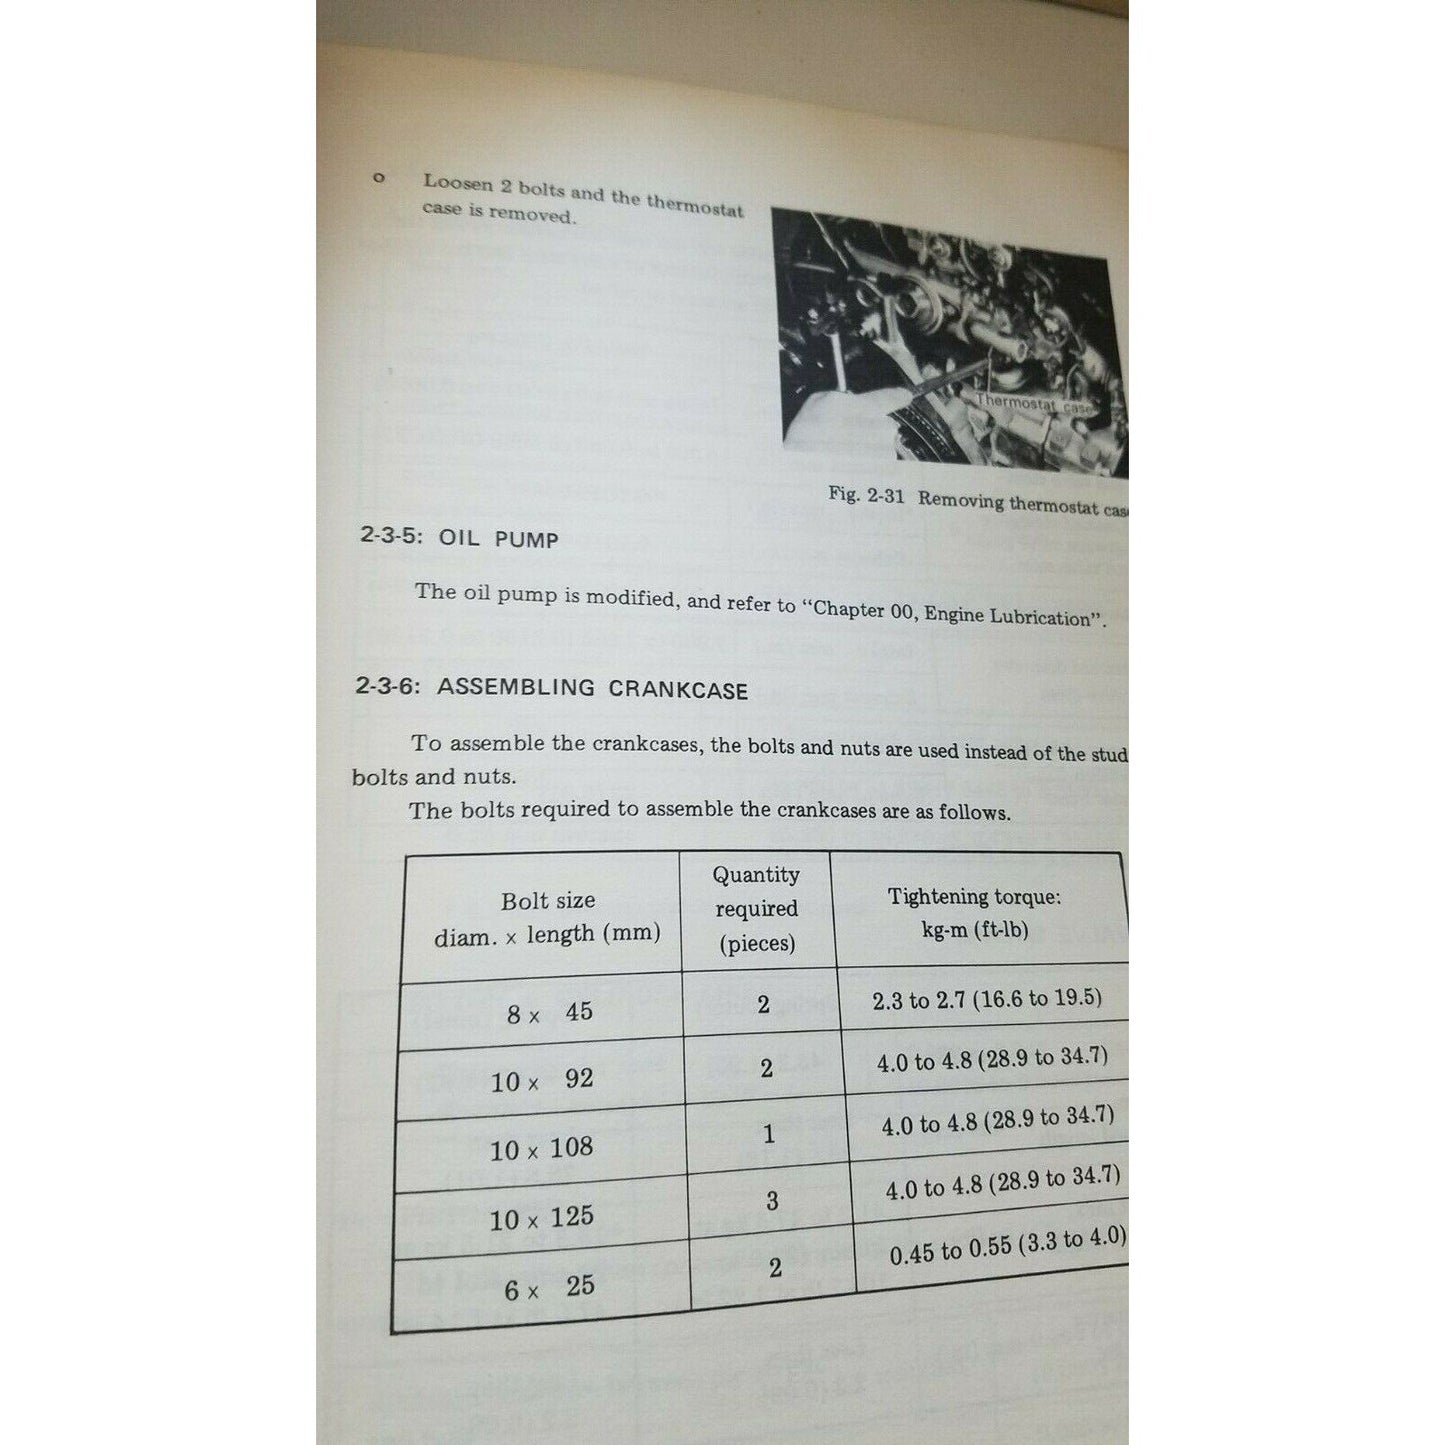 o Loosen 2 bolts and the thermostat
case is removed.
Thermostat case
Fig. 2-31 Removing thermostat cas
2-3-5: OIL PUMP
The oil pump is modified, and refer to “Chapter 00, Engine Lubrication”.
2-3-6: ASSEMBLING CRANKCASE
To assemble the crankcases, the bolts and nuts are used instead of the stud
bolts and nuts.
The bolts required to assemble the crankcases are as follows.
Bolt size
diam. x length (mm)
Quantity
required
(pieces)
Tightening torque:
kg-m (ft-lb)
8 x 45 2 2.3 to 2.7 (16.6 to 19.5)
10 x 92 2 4.0 to 4.8 (28.9 to 34.7)
10 x 108 1 4.0 to 4.8 (28.9 to 34.7)
10 x 125 3 4.0 to 4.8 (28.9 to 34.7)
6 x 25 2 0.45 to 0.55 (3.3 to 4.0)